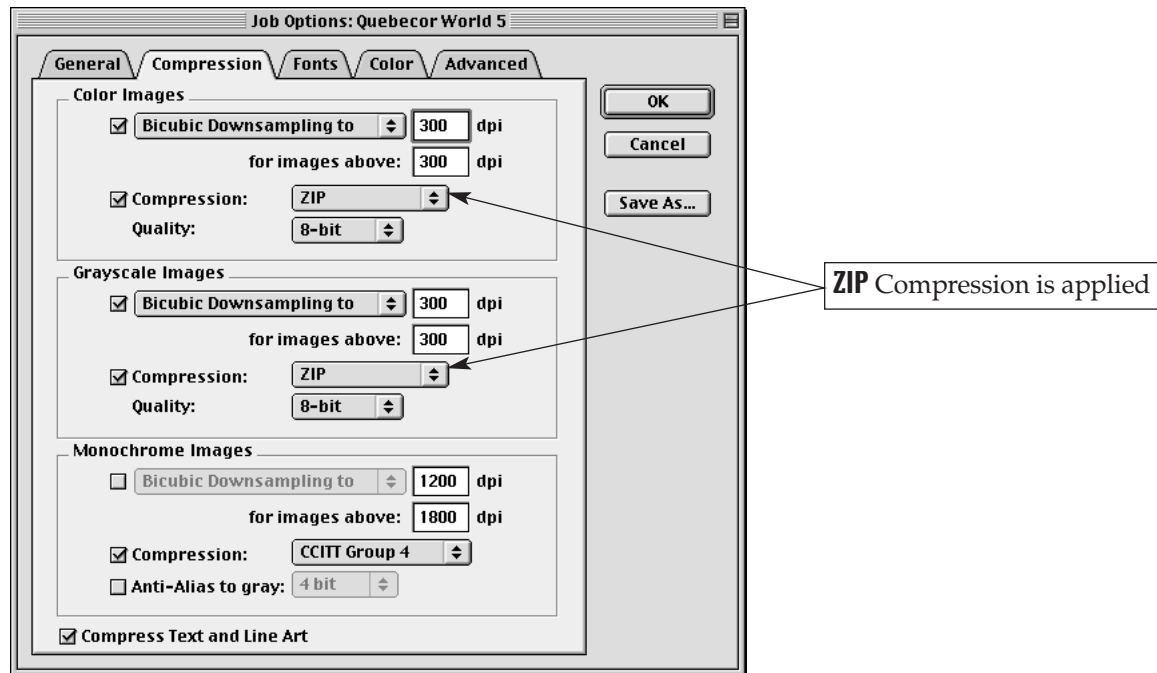 Job Options: Quebecor World 5
General Compression Fonts Color Advanced
Color Images
Bicubic Downsampling to 300 dpi
for images above: 300 dpi
Compression: ZIP
Quality: 8-bit
OK
Cancel
Save As...
Grayscale Images
Bicubic Downsampling to 300 dpi
for images above: 300 dpi
Compression: ZIP
Quality: 8-bit
ZIP Compression is applied
Monochrome Images
Bicubic Downsampling to 1200 dpi
for images above: 1800 dpi
Compression: CCITT Group 4
Anti-Alias to gray: 4 bit
Compress Text and Line Art